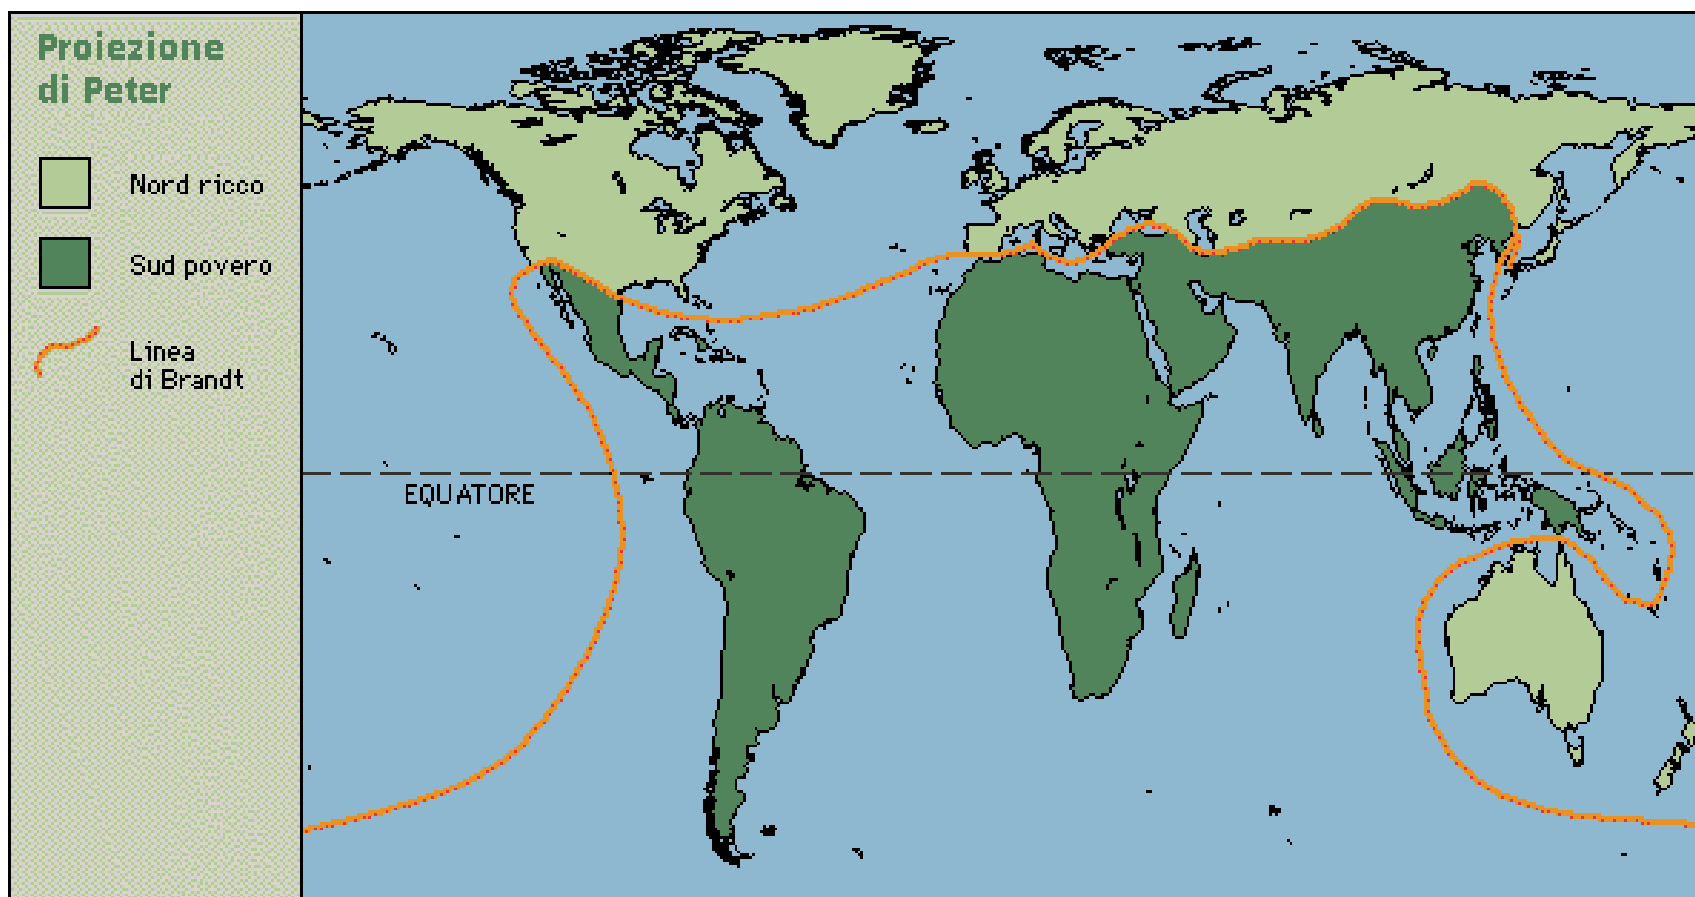 Proiezione
di Peter
Nord ricco
Sud povero
Linea
di Brandt
EQUATORE